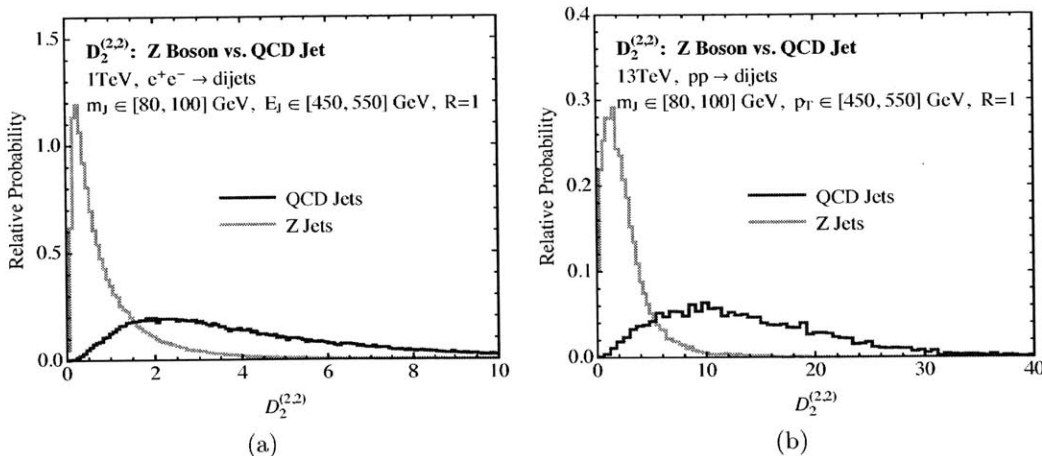 D₂^(2,2): Z Boson vs. QCD Jet
1TeV, e⁺e⁻ → dijets
m_J ∈ [80, 100] GeV, E_J ∈ [450, 550] GeV, R=1
QCD Jets
Z Jets
Relative Probability
1.5
1.0
0.5
0.0
0 2 4 6 8 10
D₂^(2,2)
(a)
D₂^(2,2): Z Boson vs. QCD Jet
13TeV, pp → dijets
m_J ∈ [80, 100] GeV, p_T ∈ [450, 550] GeV, R=1
QCD Jets
Z Jets
Relative Probability
0.4
0.3
0.2
0.1
0.0
0 10 20 30 40
D₂^(2,2)
(b)